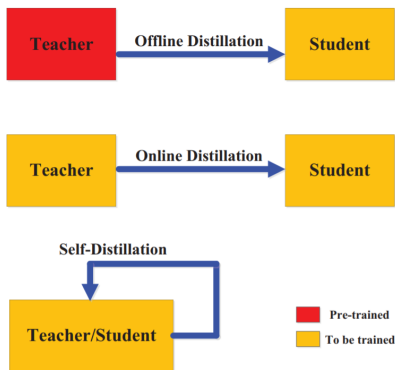 Teacher
Offline Distillation
Student
Teacher
Online Distillation
Student
Self-Distillation
Teacher/Student
Pre-trained
To be trained